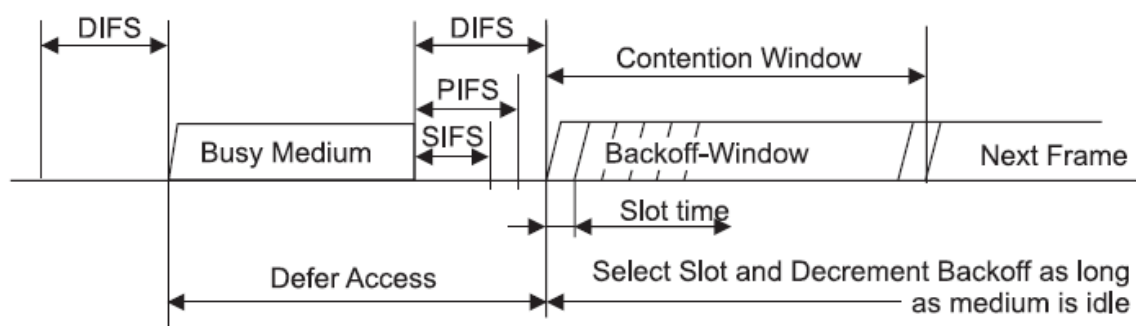 DIFS
DIFS
Contention Window
PIFS
SIFS
Busy Medium
Backoff-Window
Next Frame
Slot time
Defer Access
Select Slot and Decrement Backoff as long
as medium is idle